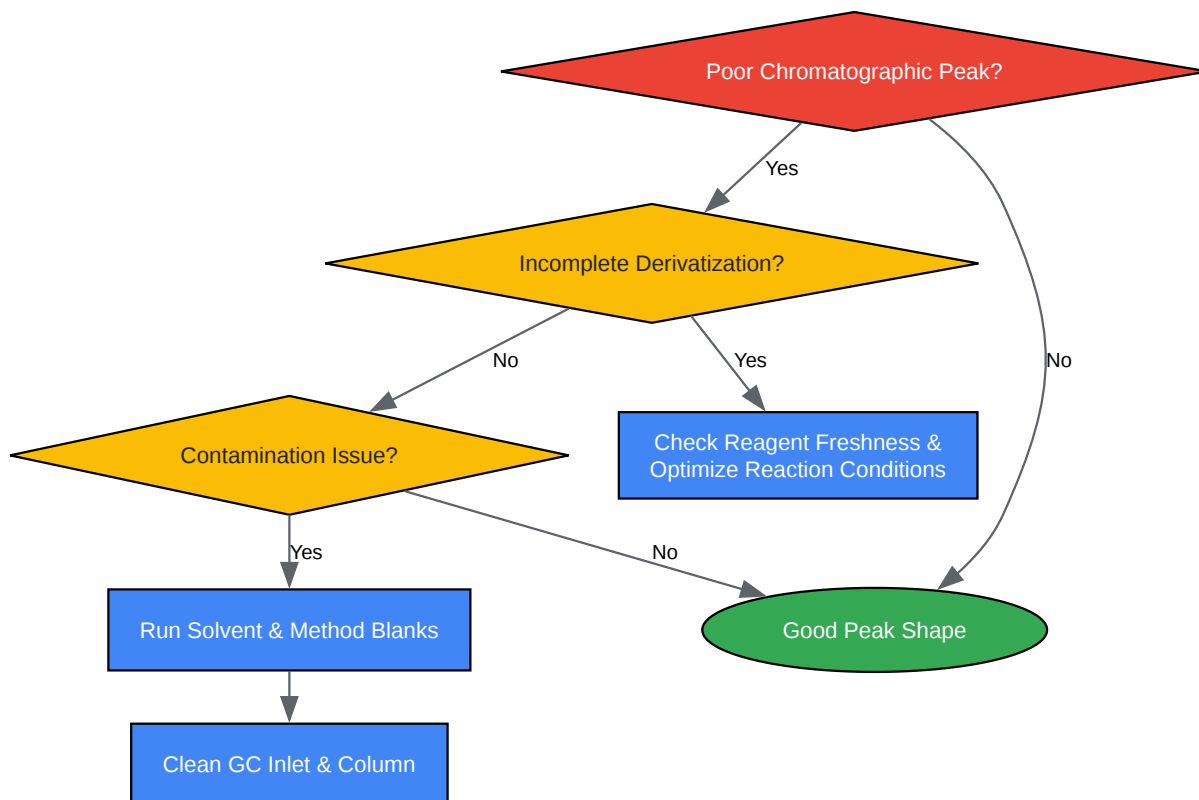 Poor Chromatographic Peak?
Yes
Incomplete Derivatization?
No
Yes
No
Contamination Issue?
Check Reagent Freshness &
Optimize Reaction Conditions
Yes
No
Run Solvent & Method Blanks
Good Peak Shape
Clean GC Inlet & Column